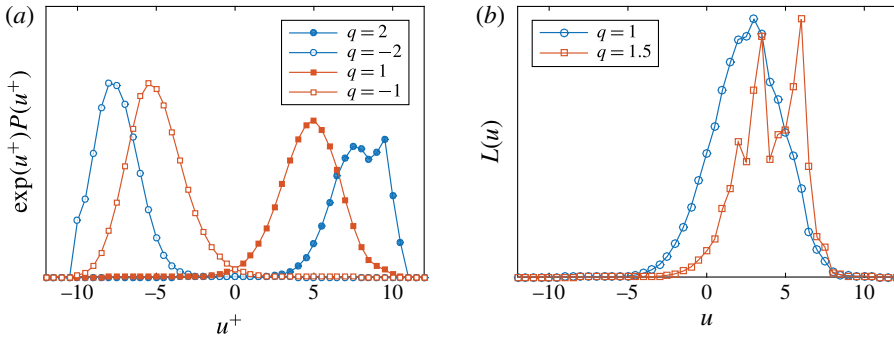 (a)
exp(u⁺)P(u⁺)
q = 2
q = −2
q = 1
q = −1
−10 −5 0 5 10
u⁺
(b)
L(u)
q = 1
q = 1.5
−10 −5 0 5 10
u